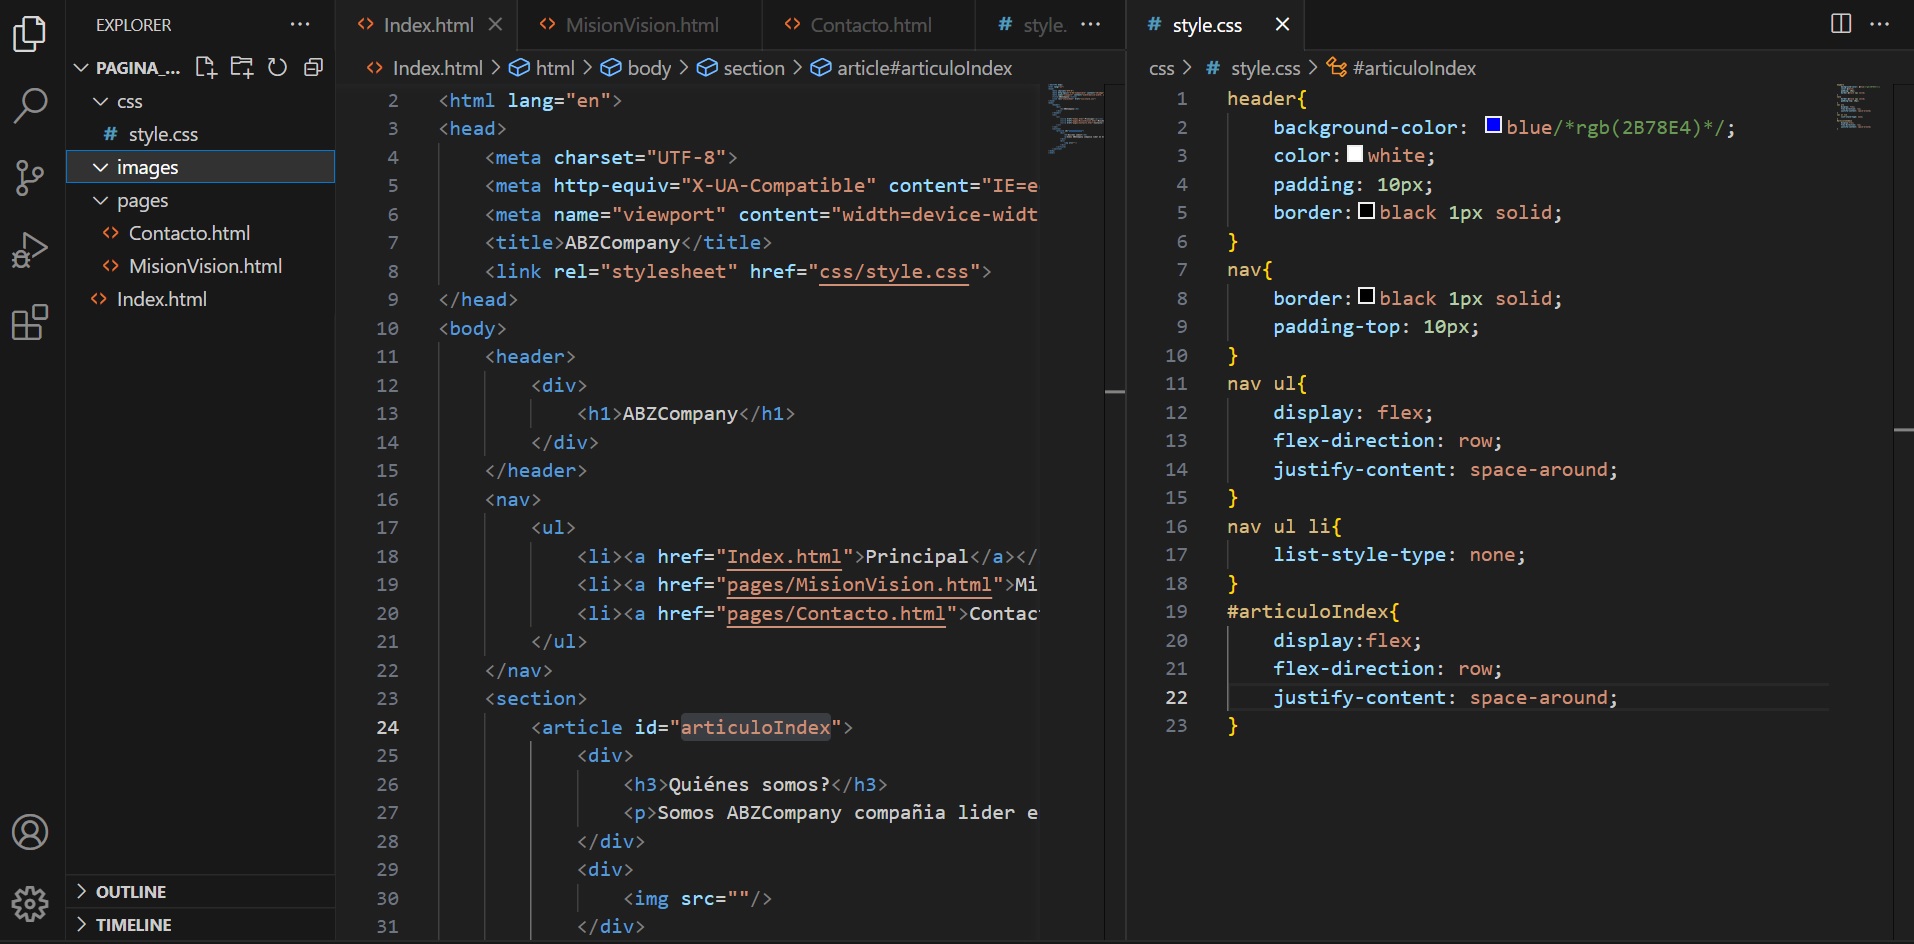 EXPLORER
PAGINA_...
css
# style.css
images
pages
Contacto.html
MisionVision.html
Index.html
OUTLINE
TIMELINE
Index.html
MisionVision.html
Contacto.html
# style.
Index.html > html > body > section > article#articuloIndex
2 <html lang="en">
3 <head>
4 <meta charset="UTF-8">
5 <meta http-equiv="X-UA-Compatible" content="IE=e
6 <meta name="viewport" content="width=device-widt
7 <title>ABZCompany</title>
8 <link rel="stylesheet" href="css/style.css">
9 </head>
10 <body>
11 <header>
12 <div>
13 <h1>ABZCompany</h1>
14 </div>
15 </header>
16 <nav>
17 <ul>
18 <li><a href="Index.html">Principal</a></
19 <li><a href="pages/MisionVision.html">Mi
20 <li><a href="pages/Contacto.html">Contac
21 </ul>
22 </nav>
23 <section>
24 <article id="articuloIndex">
25 <div>
26 <h3>Quiénes somos?</h3>
27 <p>Somos ABZCompany compañia lider e
28 </div>
29 <div>
30 <img src=""/>
31 </div>
# style.css
css > # style.css > #articuloIndex
1 header{
2 background-color: blue/*rgb(2B78E4)*/;
3 color: white;
4 padding: 10px;
5 border: black 1px solid;
6 }
7 nav{
8 border: black 1px solid;
9 padding-top: 10px;
10 }
11 nav ul{
12 display: flex;
13 flex-direction: row;
14 justify-content: space-around;
15 }
16 nav ul li{
17 list-style-type: none;
18 }
19 #articuloIndex{
20 display:flex;
21 flex-direction: row;
22 justify-content: space-around;
23 }